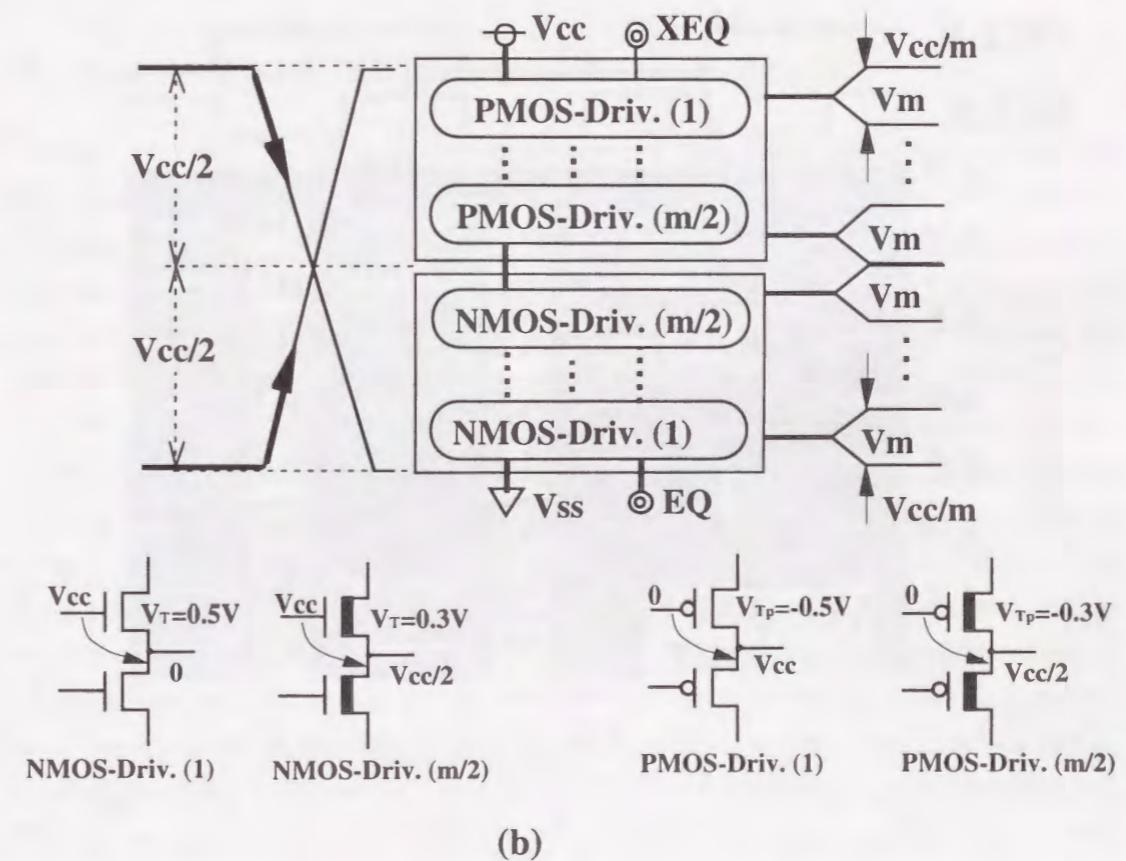 Vcc XEQ Vcc/m
PMOS-Driv. (1) Vm
Vcc/2
PMOS-Driv. (m/2) Vm
NMOS-Driv. (m/2) Vm
Vcc/2
NMOS-Driv. (1) Vm
Vss EQ Vcc/m
Vcc VT=0.5V 0
Vcc VT=0.3V Vcc/2
0 VTp=-0.5V Vcc
0 VTp=-0.3V Vcc/2
NMOS-Driv. (1) NMOS-Driv. (m/2) PMOS-Driv. (1) PMOS-Driv. (m/2)
(b)